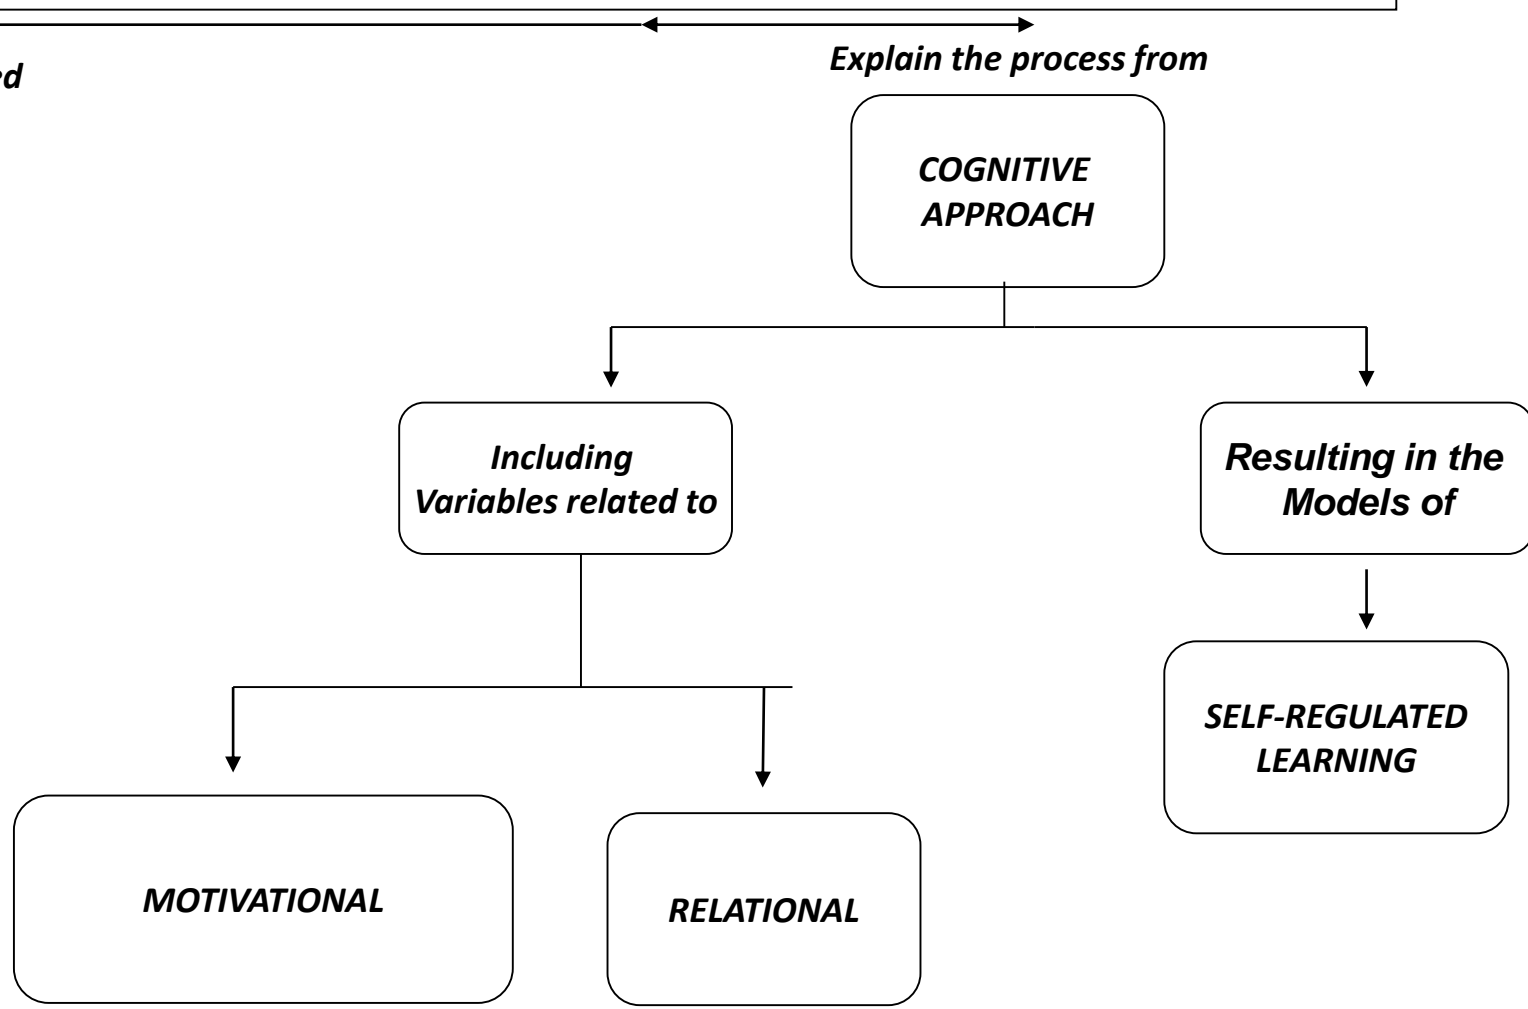 Explain the process from
COGNITIVE
APPROACH
Including
Variables related to
Resulting in the
Models of
SELF-REGULATED
LEARNING
MOTIVATIONAL
RELATIONAL